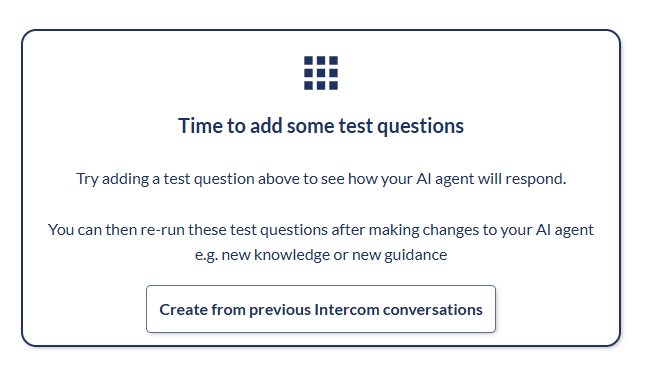 Time to add some test questions
Try adding a test question above to see how your AI agent will respond.
You can then re-run these test questions after making changes to your AI agent
e.g. new knowledge or new guidance
Create from previous Intercom conversations